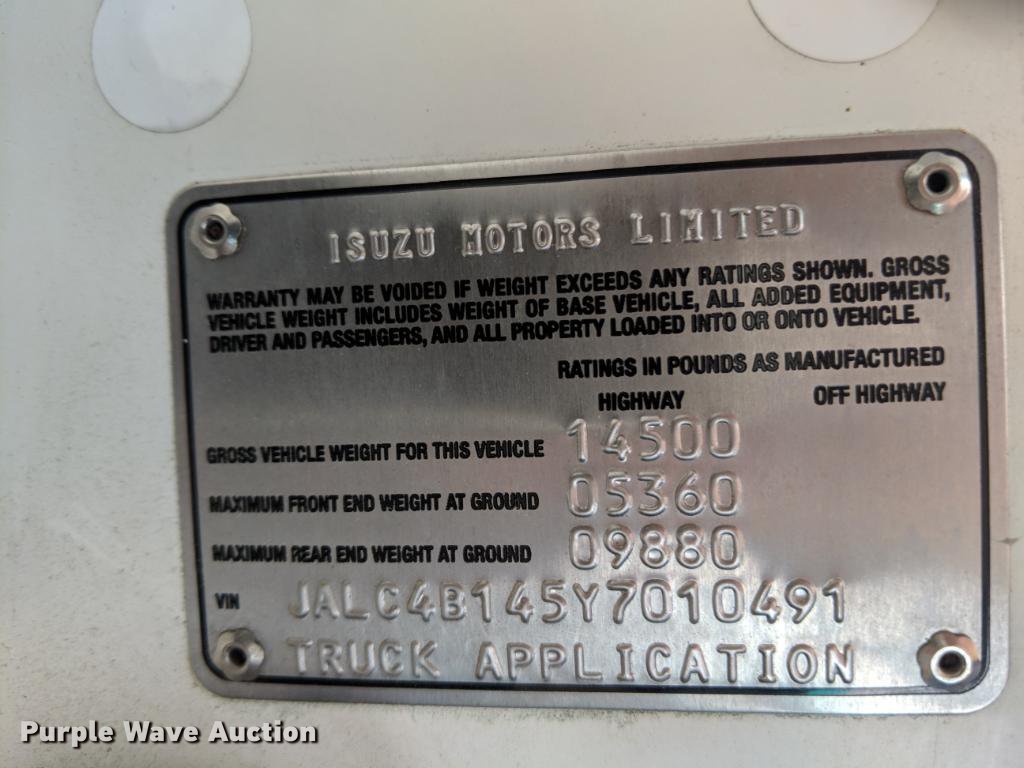 ISUZU MOTORS LIMITED
WARRANTY MAY BE VOIDED IF WEIGHT EXCEEDS ANY RATINGS SHOWN. GROSS
VEHICLE WEIGHT INCLUDES WEIGHT OF BASE VEHICLE, ALL ADDED EQUIPMENT,
DRIVER AND PASSENGERS, AND ALL PROPERTY LOADED INTO OR ONTO VEHICLE.
RATINGS IN POUNDS AS MANUFACTURED
HIGHWAY OFF HIGHWAY
GROSS VEHICLE WEIGHT FOR THIS VEHICLE 14500
MAXIMUM FRONT END WEIGHT AT GROUND 05360
MAXIMUM REAR END WEIGHT AT GROUND 09880
VIN JALC4B145Y7010491
TRUCK APPLICATION
Purple Wave Auction